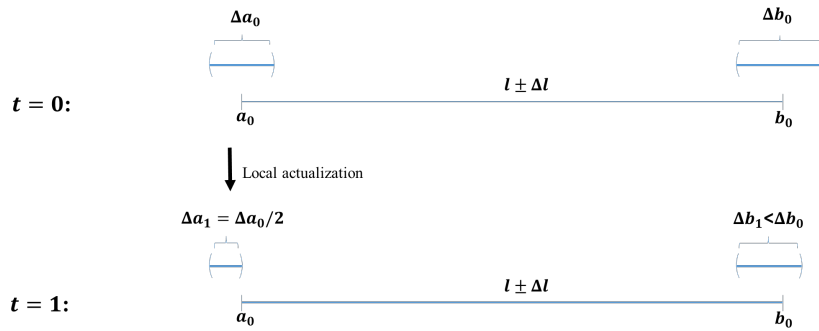 Δa₀ Δb₀
l ± Δl
t = 0:
a₀ b₀
Local actualization
Δa₁ = Δa₀/2 Δb₁<Δb₀
l ± Δl
t = 1:
a₀ b₀